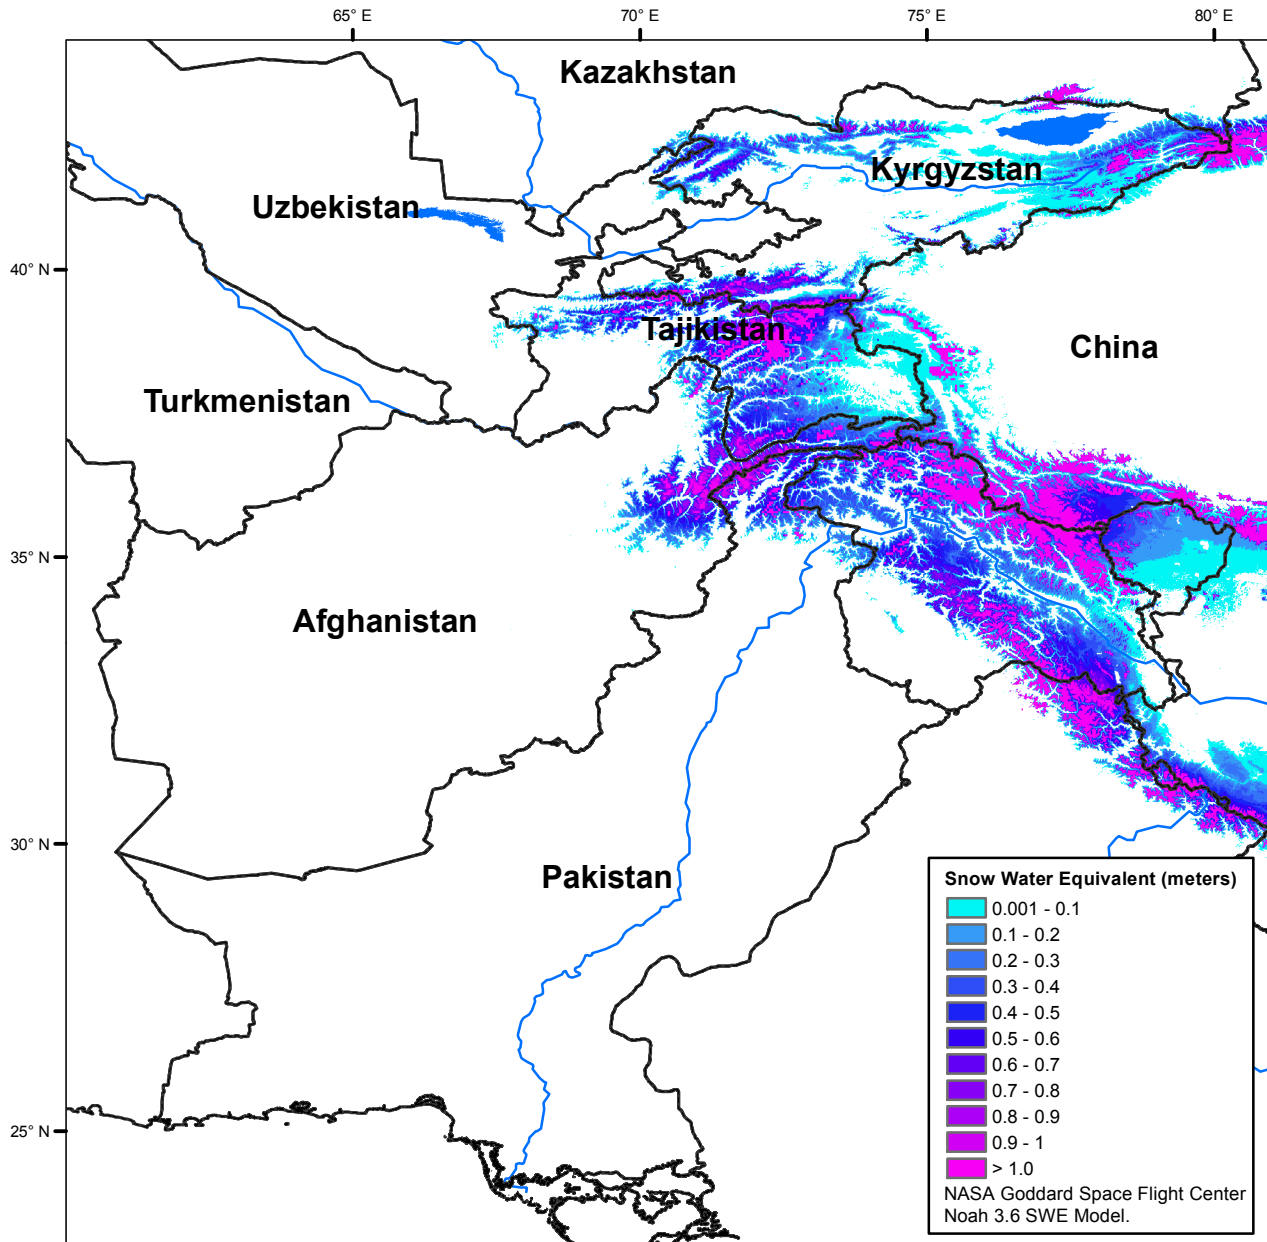 65° E
70° E
75° E
80° E
Kazakhstan
Kyrgyzstan
Uzbekistan
40° N
Tajikistan
China
Turkmenistan
35° N
Afghanistan
30° N
Pakistan
25° N
Snow Water Equivalent (meters)
0.001 - 0.1
0.1 - 0.2
0.2 - 0.3
0.3 - 0.4
0.4 - 0.5
0.5 - 0.6
0.6 - 0.7
0.7 - 0.8
0.8 - 0.9
0.9 - 1
> 1.0
NASA Goddard Space Flight Center
Noah 3.6 SWE Model.